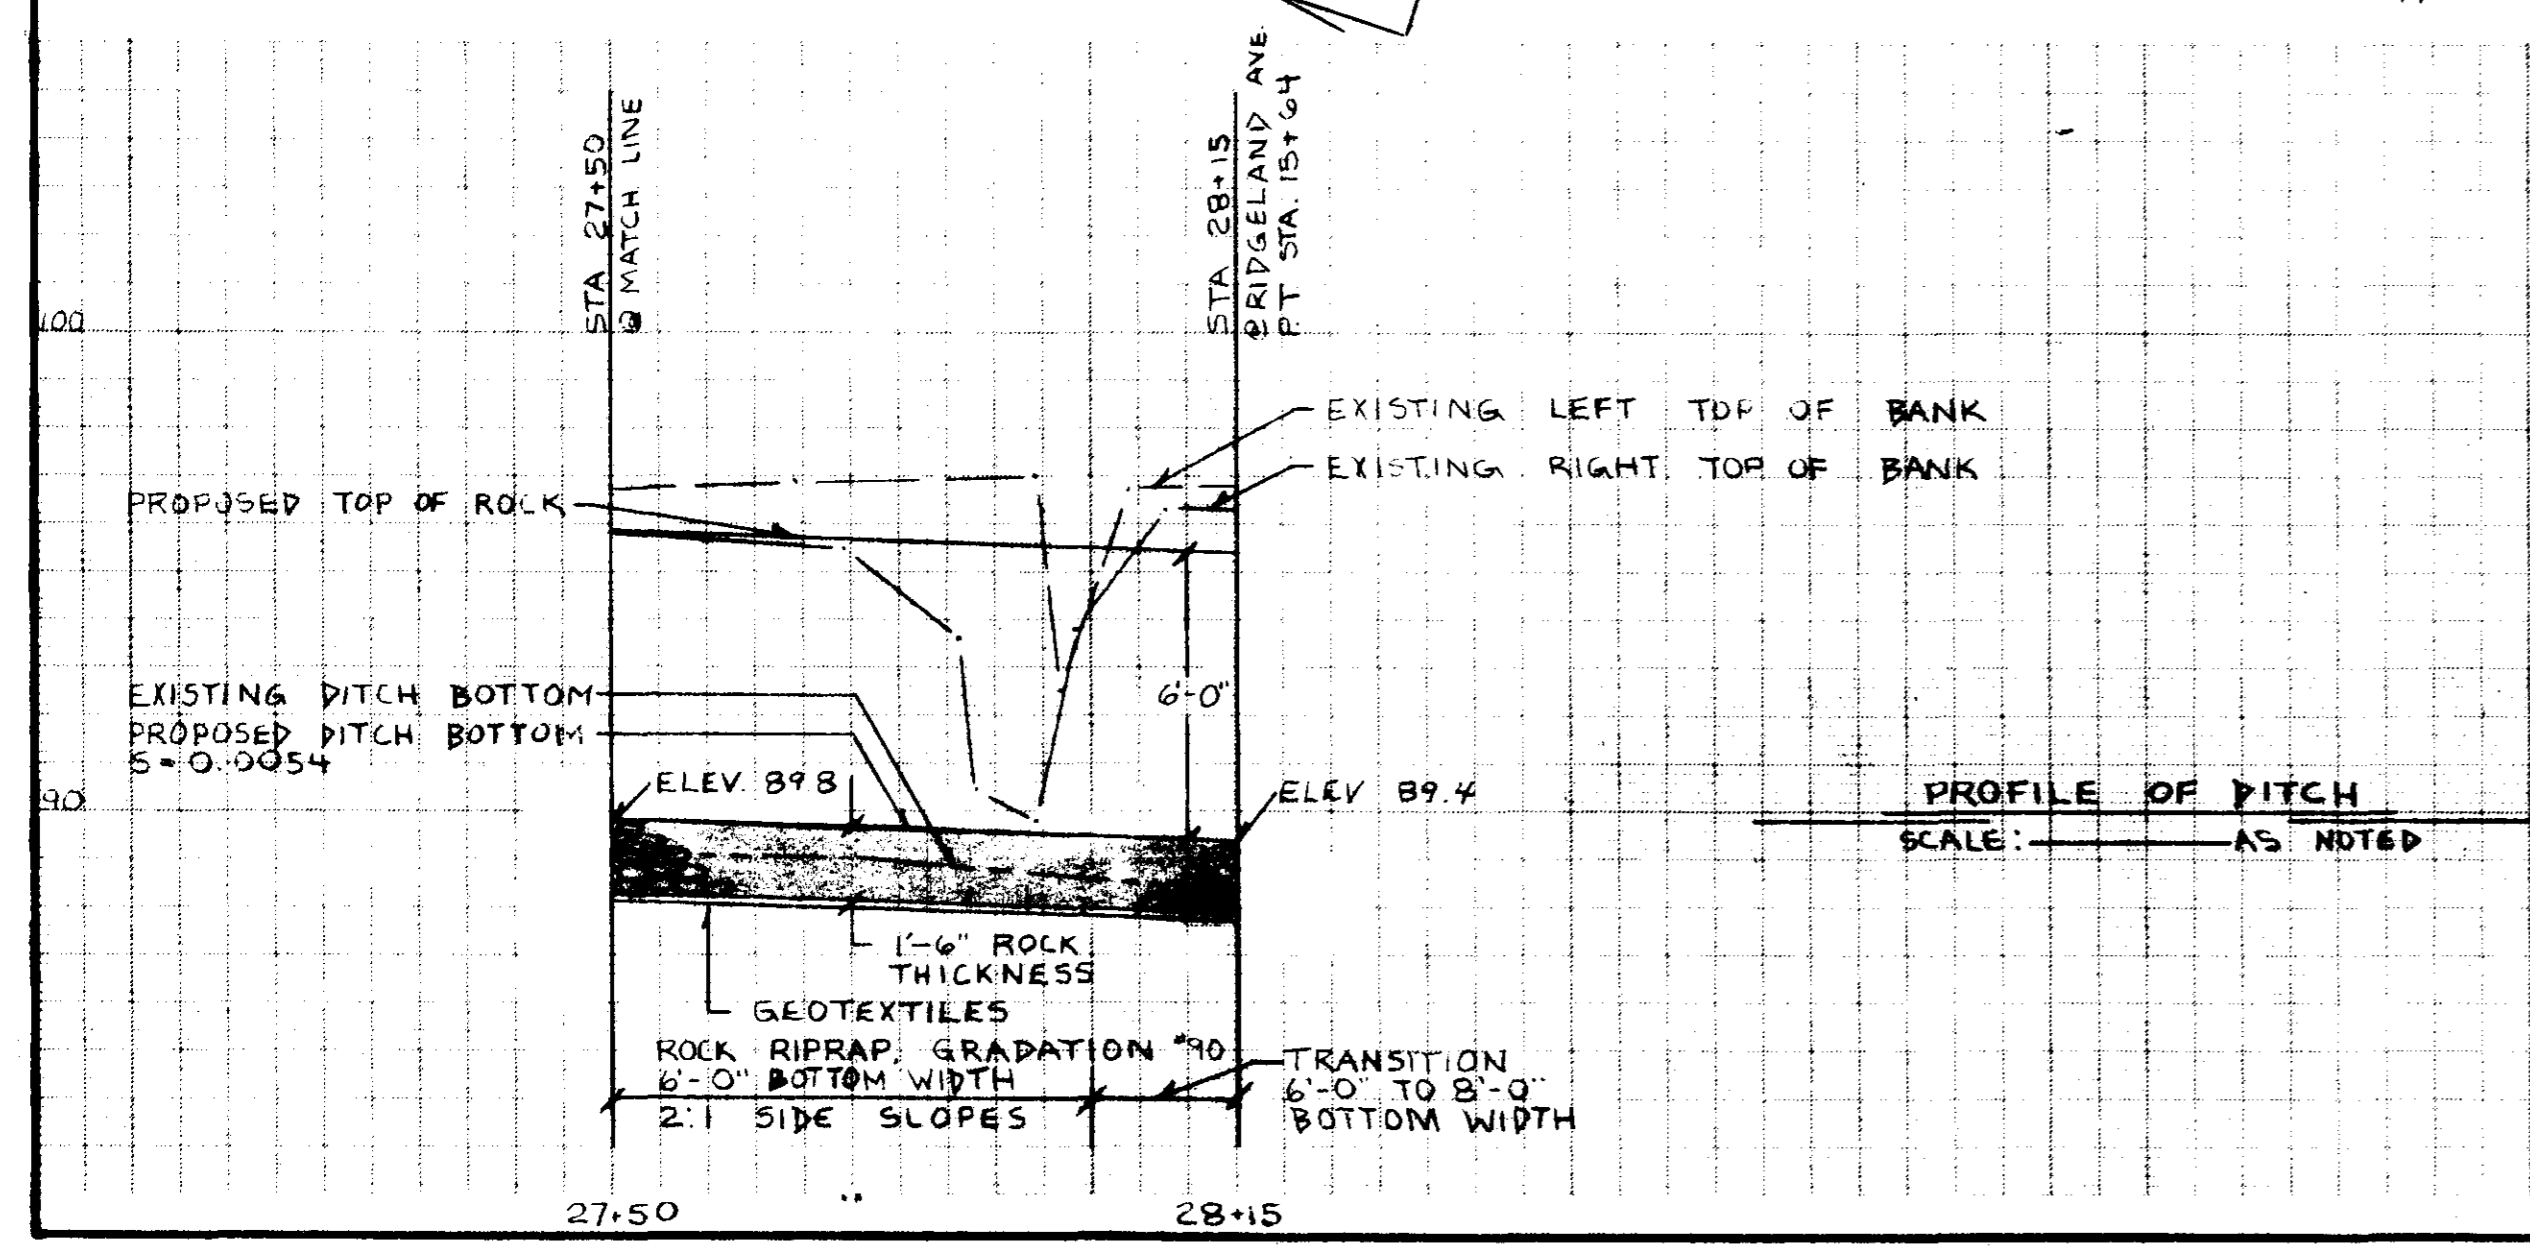 STA 27+50
@ MATCH LINE
STA 28+15
@ RIDGELAND AVE.
PT STA. 15+64
100
EXISTING LEFT TOP OF BANK
EXISTING RIGHT TOP OF BANK
PROPOSED TOP OF ROCK
EXISTING DITCH BOTTOM
PROPOSED DITCH BOTTOM
S=0.0054
6'-0"
90
ELEV. 89.8
ELEV 89.4
PROFILE OF DITCH
SCALE: AS NOTED
1'-6" ROCK
THICKNESS
GEOTEXTILES
ROCK RIPRAP, GRADATION #90
6'-0" BOTTOM WIDTH
2:1 SIDE SLOPES
TRANSITION
6'-0" TO 8'-0"
BOTTOM WIDTH
27+50
28+15